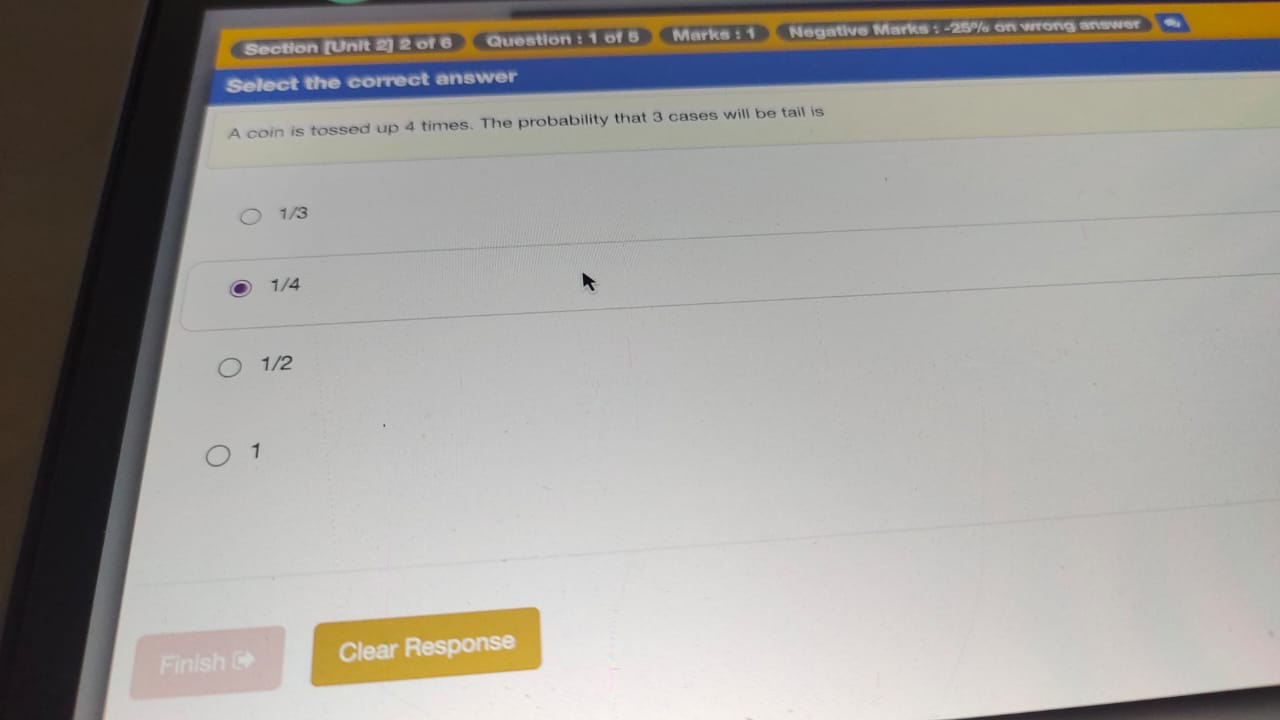 Section [Unit 2] 2 of 6 Question : 1 of 5 Marks : 1 Negative Marks : -25% on wrong answer
Select the correct answer
A coin is tossed up 4 times. The probability that 3 cases will be tail is
1/3
1/4
1/2
1
Finish Clear Response